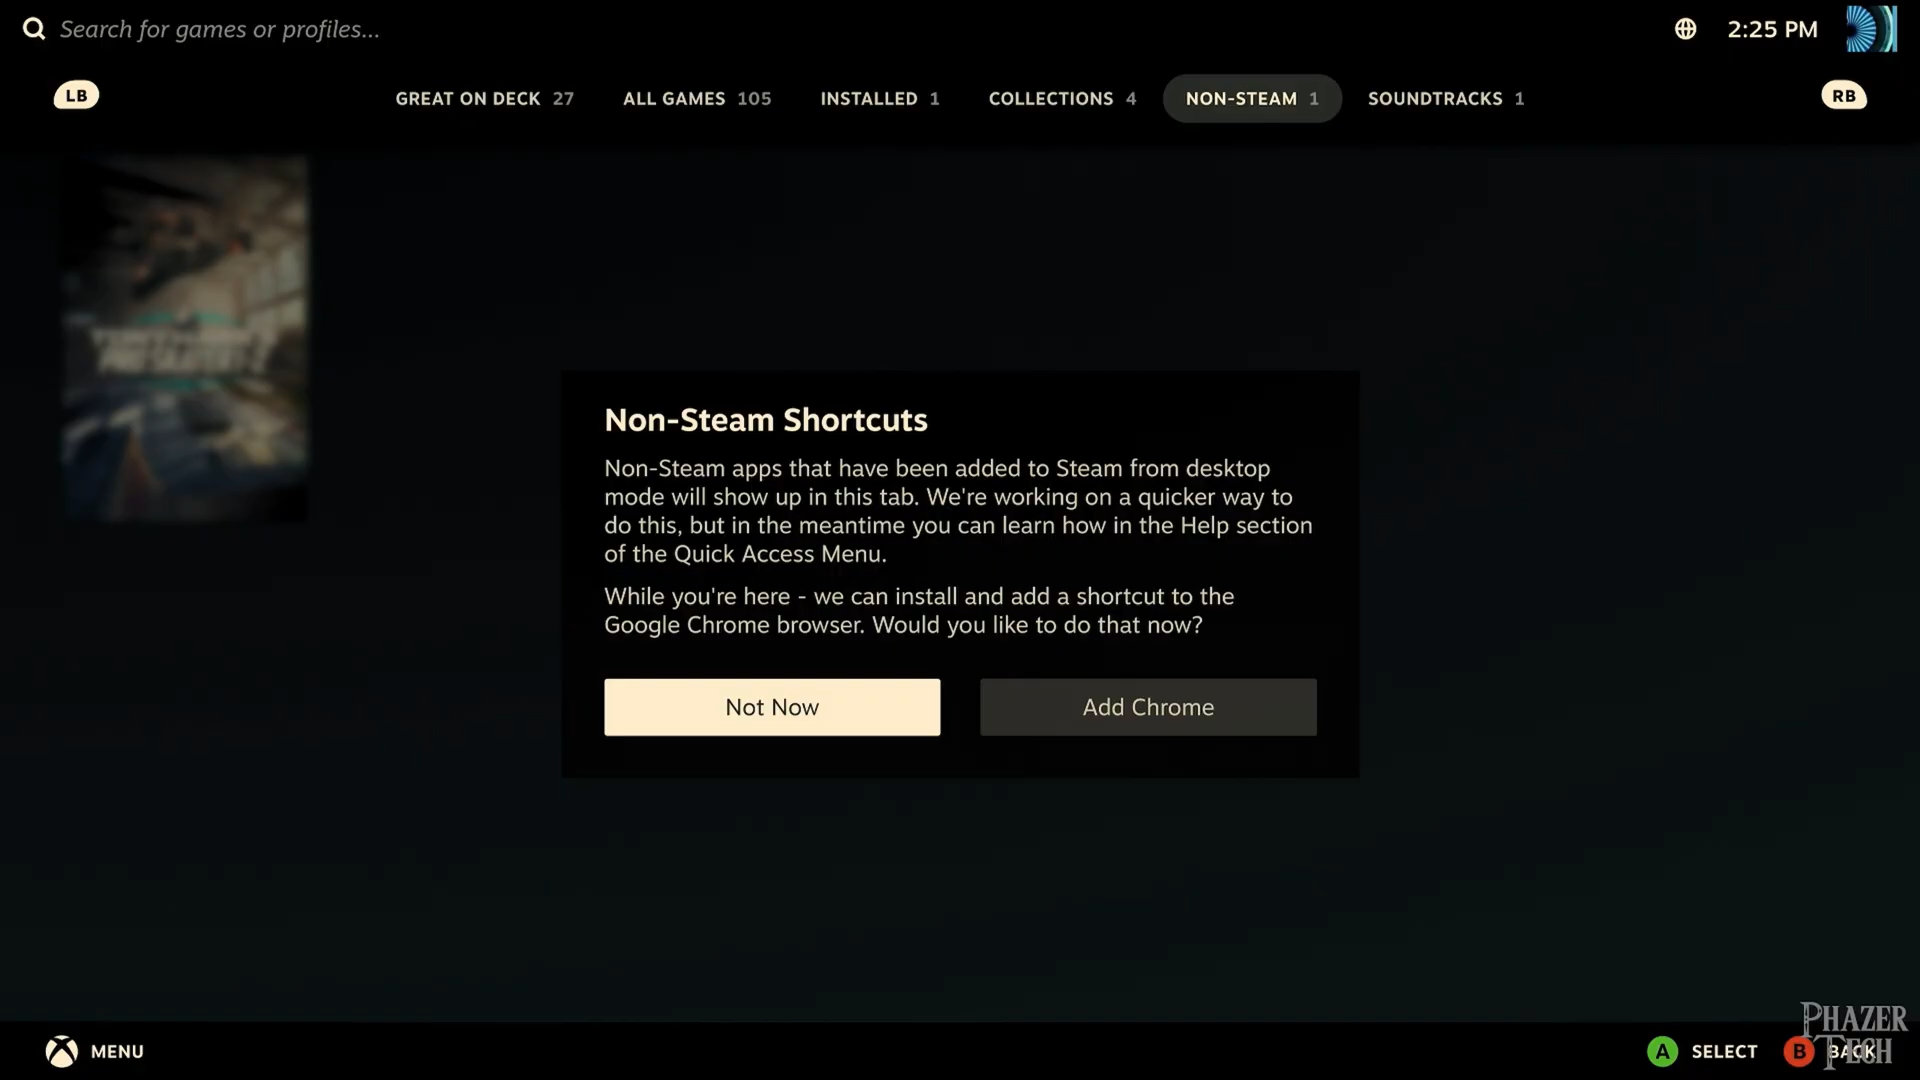 Search for games or profiles...
2:25 PM
LB
GREAT ON DECK 27
ALL GAMES 105
INSTALLED 1
COLLECTIONS 4
NON-STEAM 1
SOUNDTRACKS 1
RB
Non-Steam Shortcuts
Non-Steam apps that have been added to Steam from desktop
mode will show up in this tab. We're working on a quicker way to
do this, but in the meantime you can learn how in the Help section
of the Quick Access Menu.
While you're here - we can install and add a shortcut to the
Google Chrome browser. Would you like to do that now?
Not Now
Add Chrome
MENU
A SELECT
B BACK
PHAZER
TECH